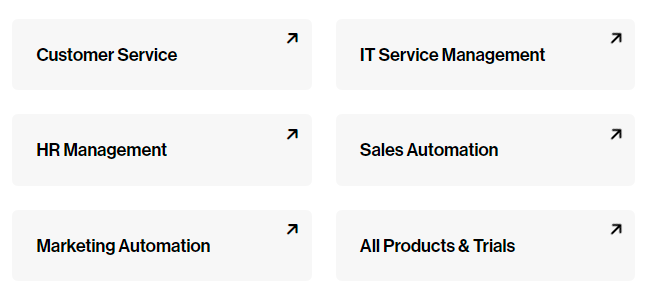 Customer Service
IT Service Management
HR Management
Sales Automation
Marketing Automation
All Products & Trials